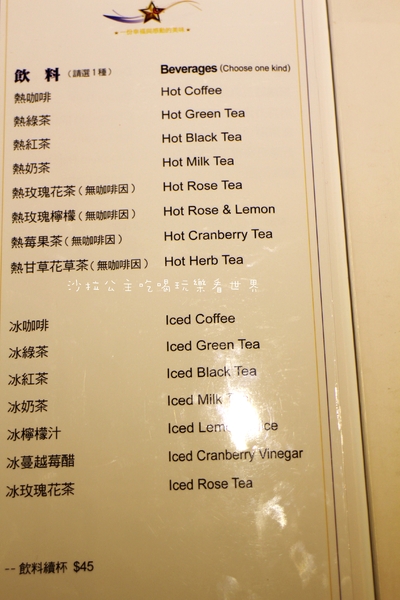 飲 料 (請選1種) Beverages (Choose one kind)
熱咖啡 Hot Coffee
熱綠茶 Hot Green Tea
熱紅茶 Hot Black Tea
熱奶茶 Hot Milk Tea
熱玫瑰花茶(無咖啡因) Hot Rose Tea
熱玫瑰檸檬(無咖啡因) Hot Rose & Lemon
熱莓果茶(無咖啡因) Hot Cranberry Tea
熱甘草花草茶(無咖啡因) Hot Herb Tea
沙拉公主吃喝玩樂看世界
冰咖啡 Iced Coffee
冰綠茶 Iced Green Tea
冰紅茶 Iced Black Tea
冰奶茶 Iced Milk
冰檸檬汁 Iced
冰蔓越莓醋 Iced Cranberry Vinegar
冰玫瑰花茶 Iced Rose Tea
-- 飲料續杯 $45